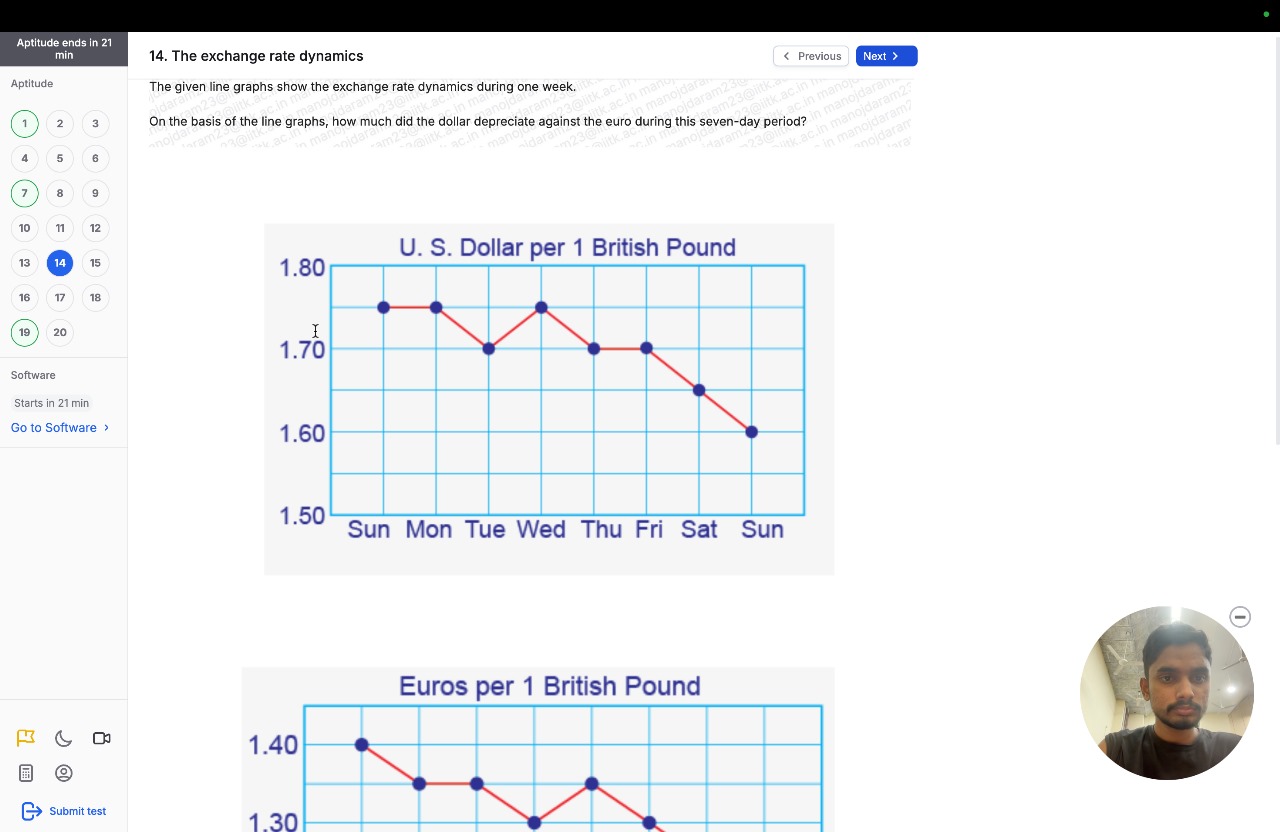 Aptitude ends in 21
min
14. The exchange rate dynamics
Previous
Next
Aptitude
1 2 3
4 5 6
7 8 9
10 11 12
13 14 15
16 17 18
19 20
Software
Starts in 21 min
Go to Software
Submit test
The given line graphs show the exchange rate dynamics during one week.
On the basis of the line graphs, how much did the dollar depreciate against the euro during this seven-day period?
manojdaram23@iitk.ac.in
U. S. Dollar per 1 British Pound
1.80
1.70
1.60
1.50
Sun Mon Tue Wed Thu Fri Sat Sun
Euros per 1 British Pound
1.40
1.30